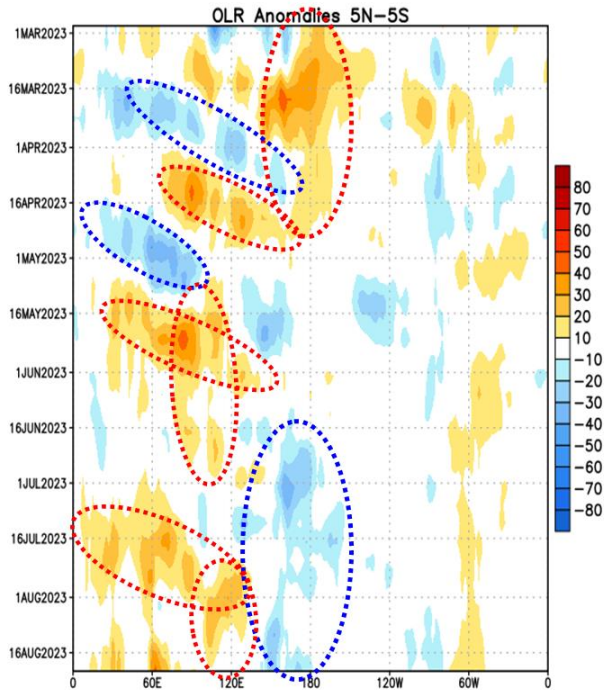 OLR Anomalies 5N-5S
1MAR2023
16MAR2023
1APR2023
16APR2023
1MAY2023
16MAY2023
1JUN2023
16JUN2023
1JUL2023
16JUL2023
1AUG2023
16AUG2023
0 60E 120E 180 120W 60W 0
80
70
60
50
40
30
20
10
-10
-20
-30
-40
-50
-60
-70
-80